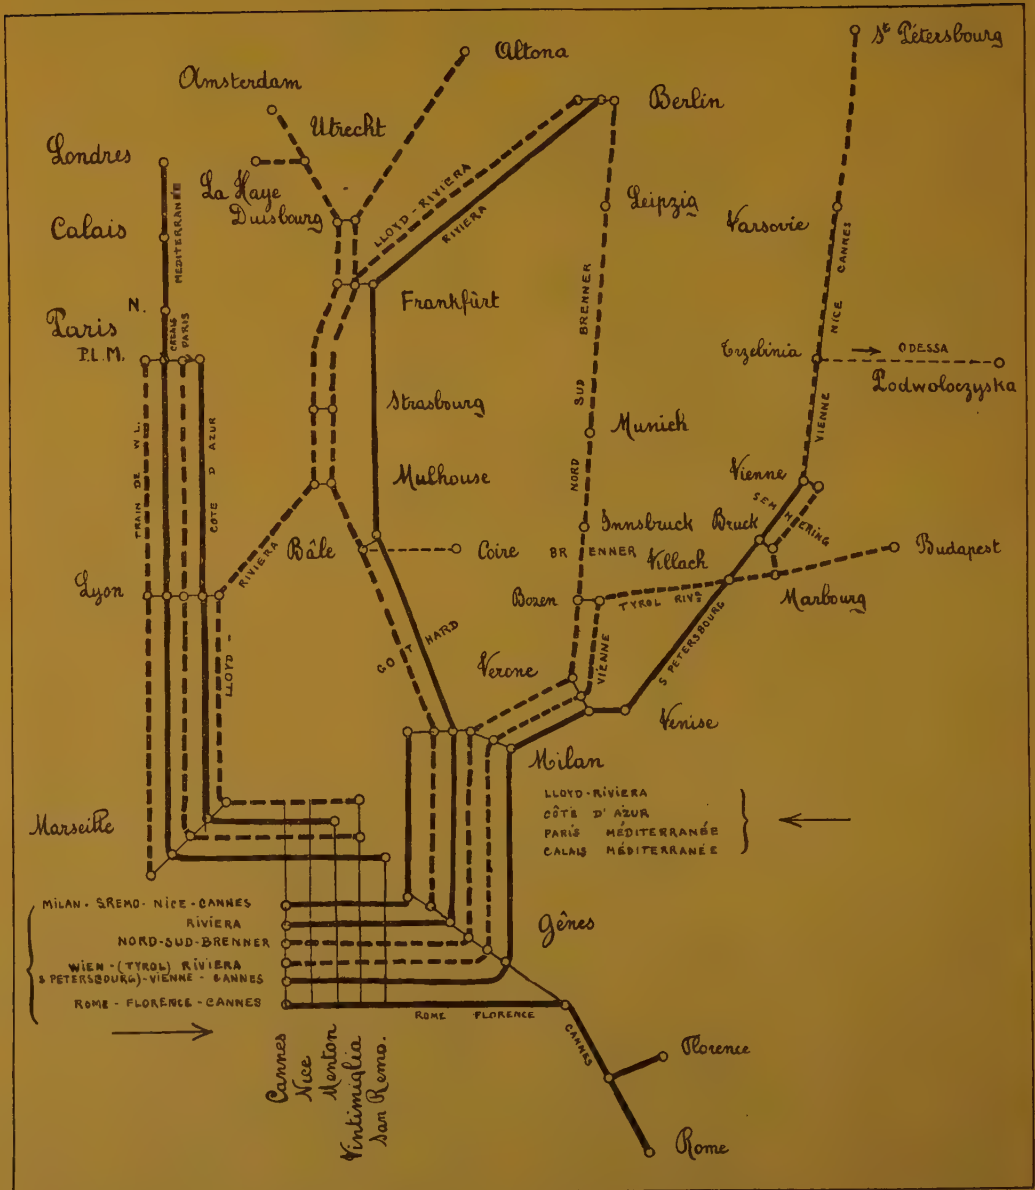 St Pétersbourg
Altona
Amsterdam
Berlin
Utrecht
Londres
La Haye
Duisbourg
LLOYD-RIVIERA
RIVIERA
Leipzig
Varsovie
Calais
MÉDITERRANÉE
NICE CANNES
BRENNER
N.
Frankfürt
Paris
P.L.M.
CALAIS
PARIS
Trzebinia
ODESSA
Podwoloczyska
Strasbourg
SUD
Munich
VIENNE
TRAIN DE W.L.
COTE D AZUR
Mulhouse
NORD
Vienne
SEMMERING
Innsbruck
Bruck
Bâle
Coire
BRENNER
Villach
Budapest
RIVIERA
Lyon
Bozen
TYROL RIVA
Marbourg
LLOYD-
GOTHARD
VIENNE
S PETERSBOURG
Verone
Venise
Milan
LLOYD-RIVIERA
CÔTE D'AZUR
PARIS MÉDITERRANÉE
CALAIS MÉDITERRANÉE
Marseille
MILAN-SREMO-NICE-CANNES
RIVIERA
NORD-SUD-BRENNER
WIEN-(TYROL) RIVIERA
S PETERSBOURG)-VIENNE-CANNES
ROME-FLORENCE-CANNES
Gênes
ROME FLORENCE
CANNES
Cannes
Nice
Menton
Vintimiglia
San Remo.
Florence
Rome